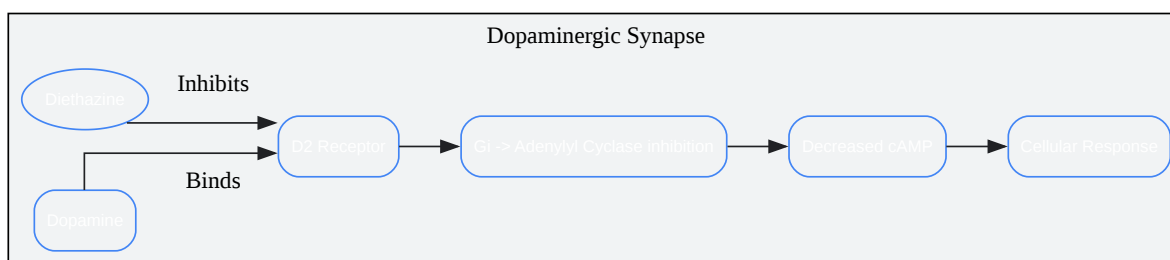 Dopaminergic Synapse
Inhibits
Diethazine
D2 Receptor
Gi -> Adenylyl Cyclase inhibition
Decreased cAMP
Cellular Response
Binds
Dopamine